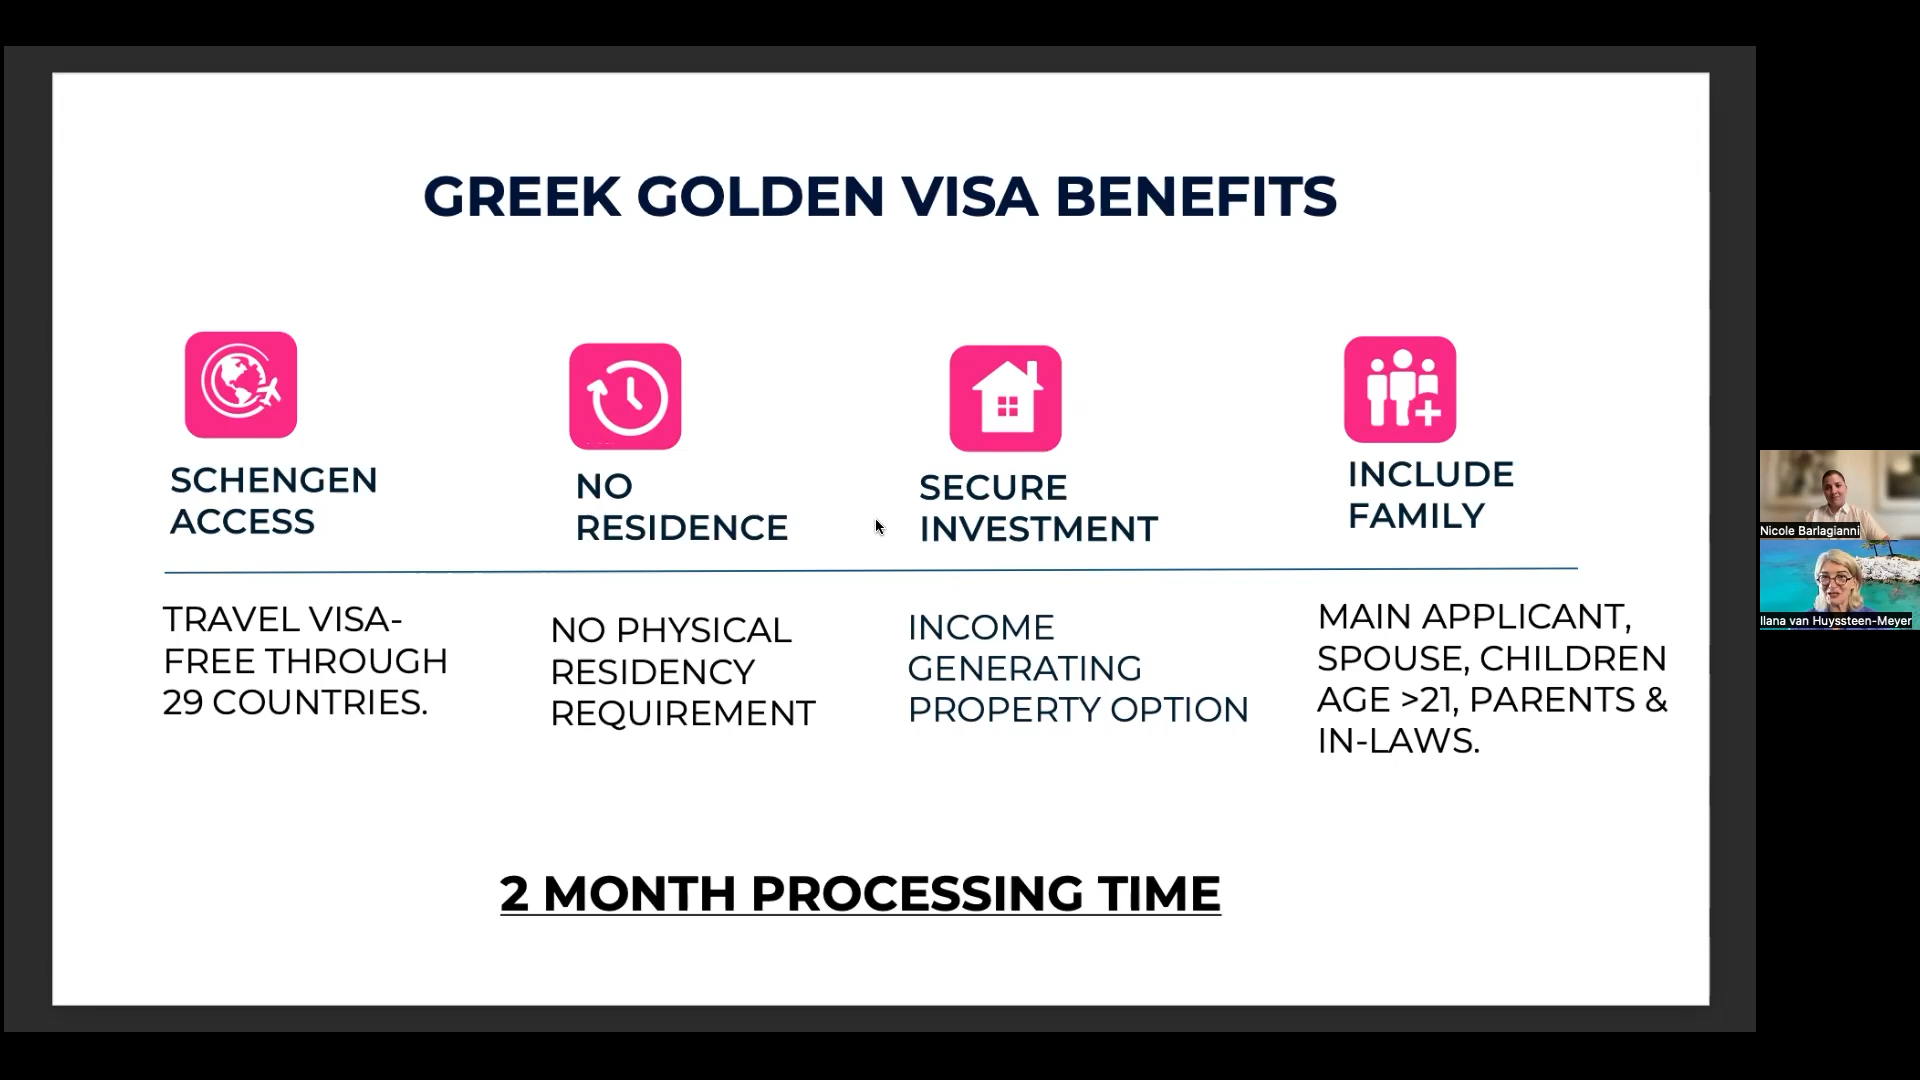 GREEK GOLDEN VISA BENEFITS
SCHENGEN
ACCESS
TRAVEL VISA-
FREE THROUGH
29 COUNTRIES.
NO
RESIDENCE
NO PHYSICAL
RESIDENCY
REQUIREMENT
SECURE
INVESTMENT
INCOME
GENERATING
PROPERTY OPTION
INCLUDE
FAMILY
MAIN APPLICANT,
SPOUSE, CHILDREN
AGE >21, PARENTS &
IN-LAWS.
2 MONTH PROCESSING TIME
Nicole Barlagianni
Ilana van Huyssteen-Meyer